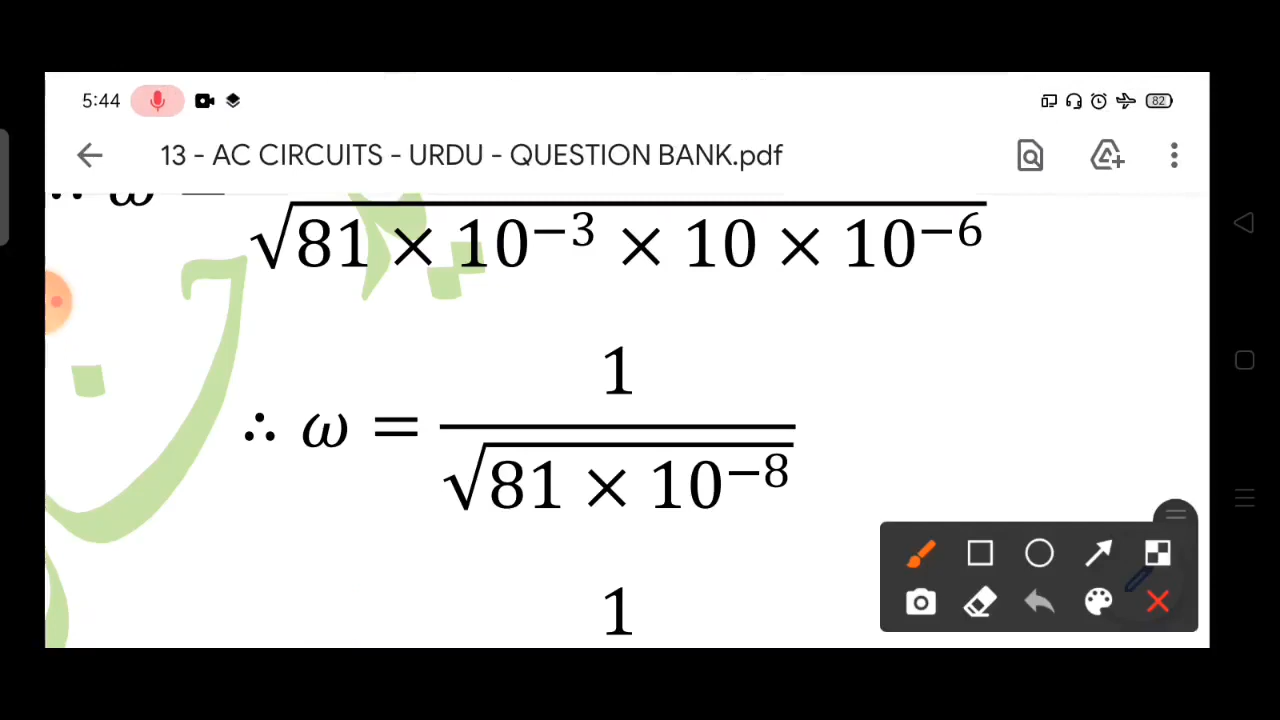 5:44 82
13 - AC CIRCUITS - URDU - QUESTION BANK.pdf
∴ ω =
√81 × 10⁻³ × 10 × 10⁻⁶
1
∴ ω =
√81 × 10⁻⁸
1